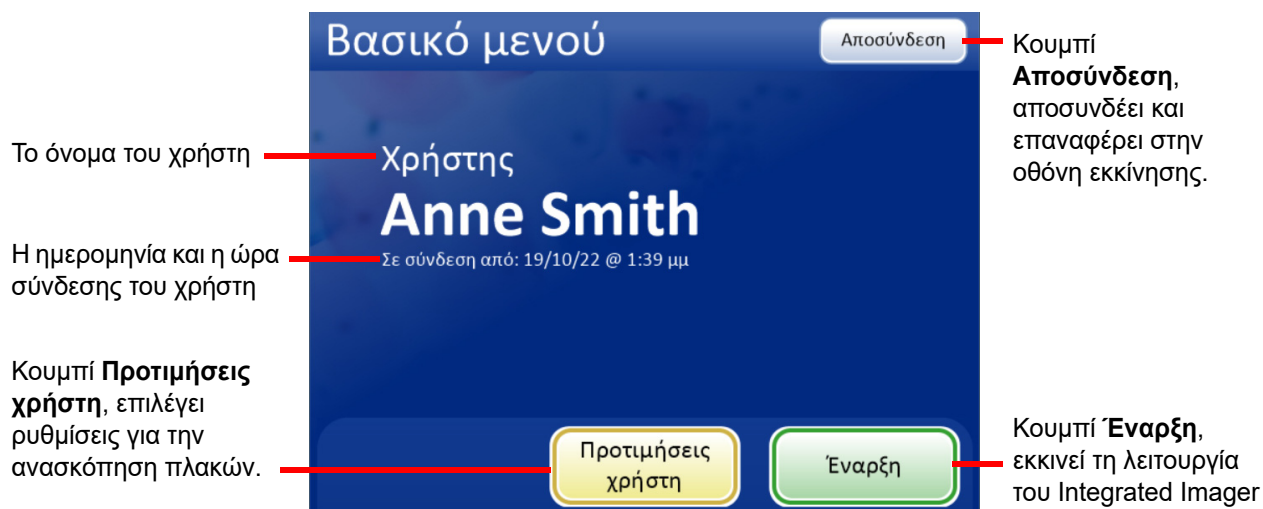 Βασικό μενού
Αποσύνδεση
Κουμπί
Αποσύνδεση,
αποσυνδέει και
επαναφέρει στην
οθόνη εκκίνησης.
Το όνομα του χρήστη
Χρήστης
Anne Smith
Η ημερομηνία και η ώρα
σύνδεσης του χρήστη
Σε σύνδεση από: 19/10/22 @ 1:39 μμ
Κουμπί Προτιμήσεις
χρήστη, επιλέγει
ρυθμίσεις για την
ανασκόπηση πλακών.
Προτιμήσεις
χρήστη
Έναρξη
Κουμπί Έναρξη,
εκκινεί τη λειτουργία
του Integrated Imager